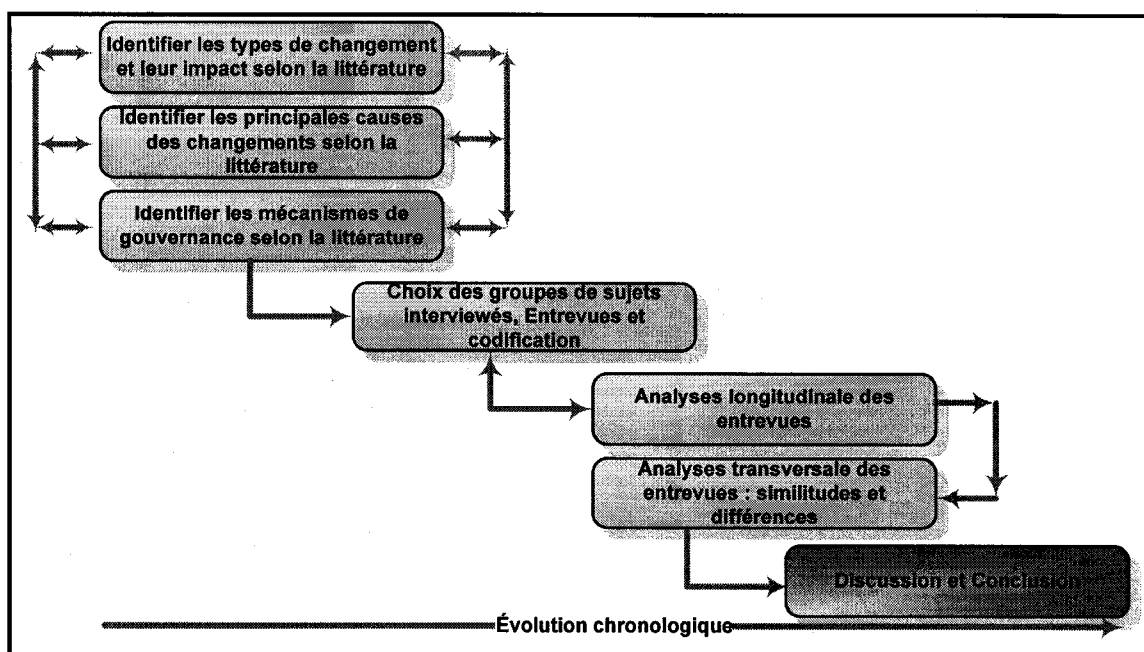 Identifier les types de changement
et leur impact selon la littérature
Identifier les principales causes
des changements selon la
littérature
Identifier les mécanismes de
gouvernance selon la littérature
Choix des groupes de sujets
interviewés, Entrevues et
codification
Analyses longitudinale des
entrevues
Analyses transversale des
entrevues : similitudes et
différences
Discussion et Conclusion
Évolution chronologique